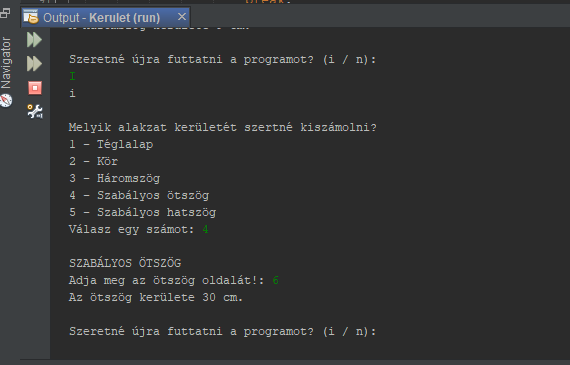 Output - Kerulet (run)
Navigator
Szeretné újra futtatni a programot? (i / n):
I
i
Melyik alakzat kerületét szertné kiszámolni?
1 - Téglalap
2 - Kör
3 - Háromszög
4 - Szabályos ötszög
5 - Szabályos hatszög
Válasz egy számot: 4
SZABÁLYOS ÖTSZÖG
Adja meg az ötszög oldalát!: 6
Az ötszög kerülete 30 cm.
Szeretné újra futtatni a programot? (i / n):